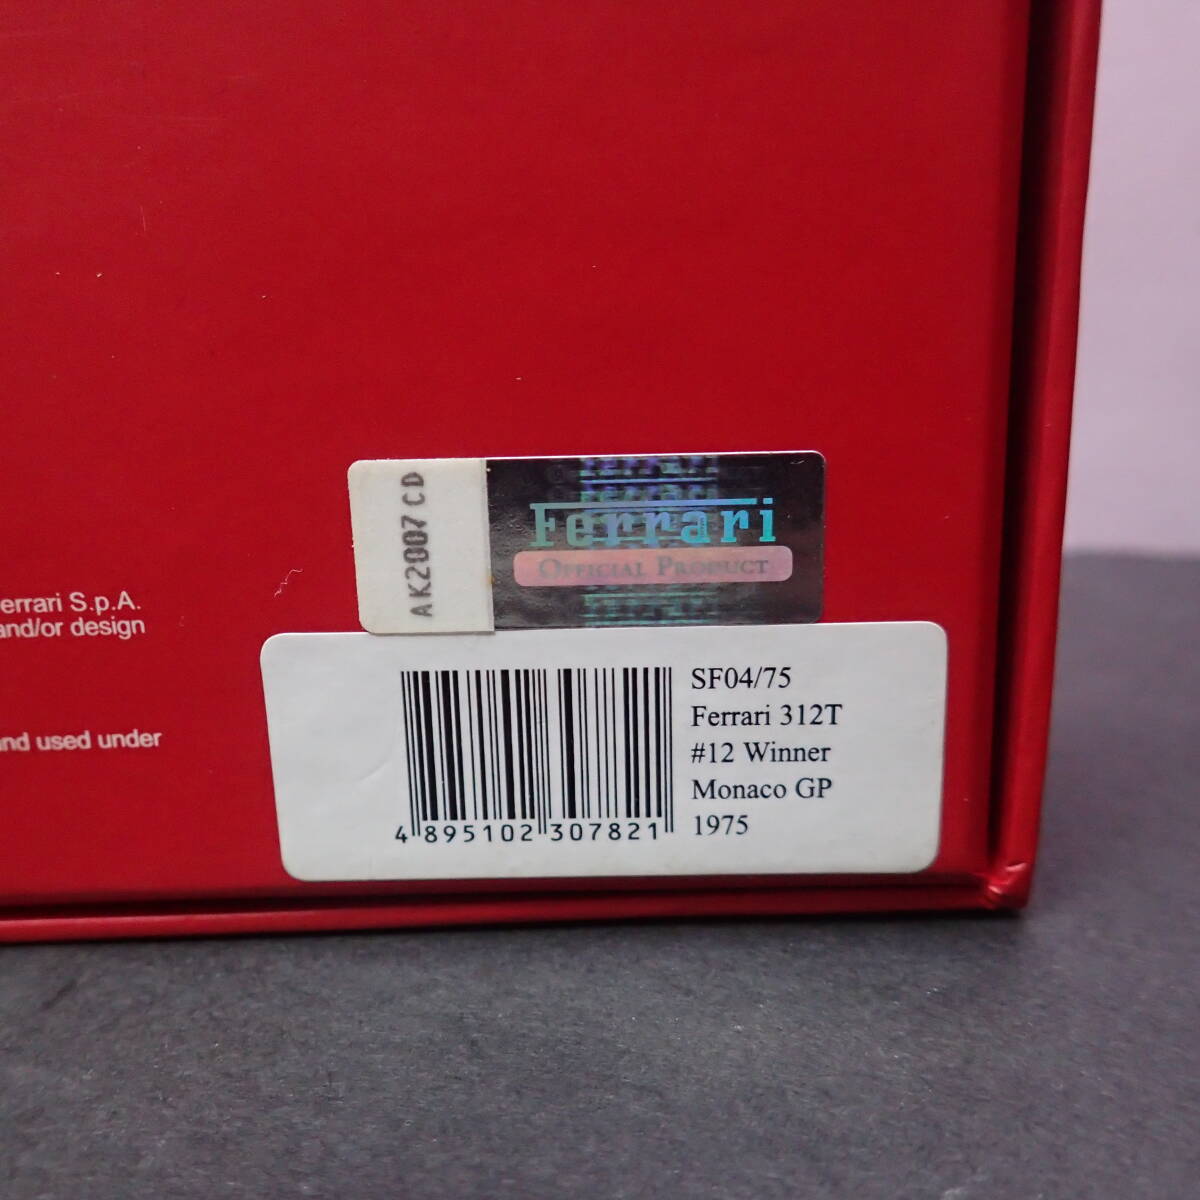 AK2007 CD
Ferrari
OFFICIAL PRODUCT
errari S.p.A.
and/or design
nd used under
SF04/75
Ferrari 312T
#12 Winner
Monaco GP
1975
4 895102 307821